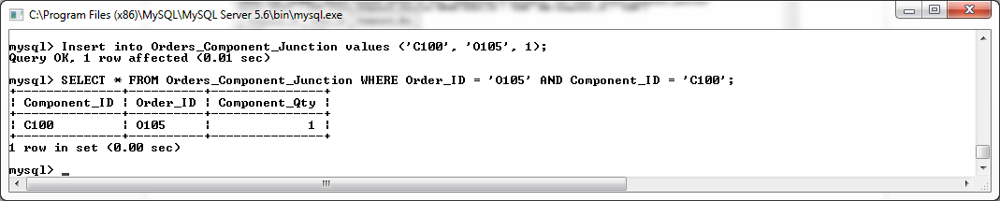 C:\Program Files (x86)\MySQL\MySQL Server 5.6\bin\mysql.exe
mysql> Insert into Orders_Component_Junction values ('C100', 'O105', 1);
Query OK, 1 row affected (0.01 sec)
mysql> SELECT * FROM Orders_Component_Junction WHERE Order_ID = 'O105' AND Component_ID = 'C100';
+--------------+----------+---------------+
| Component_ID | Order_ID | Component_Qty |
+--------------+----------+---------------+
| C100         | O105     |             1 |
+--------------+----------+---------------+
1 row in set (0.00 sec)
mysql> _